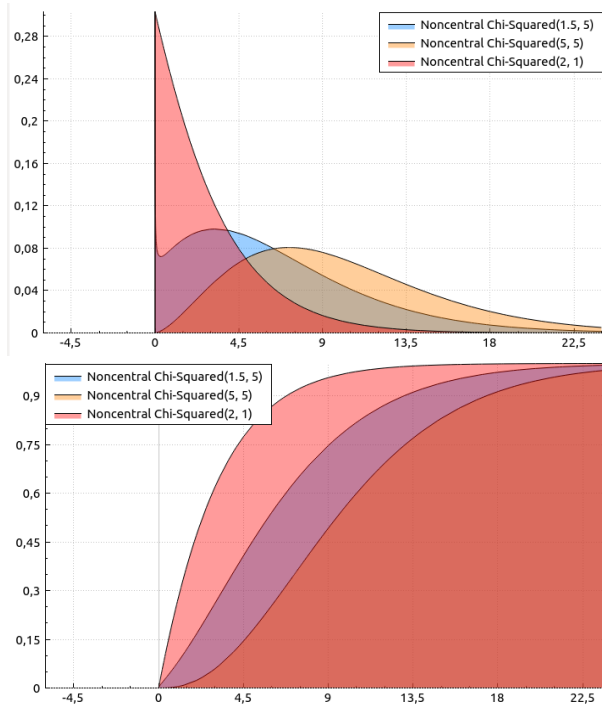 Noncentral Chi-Squared(1.5, 5)
Noncentral Chi-Squared(5, 5)
Noncentral Chi-Squared(2, 1)
0,28
0,24
0,2
0,16
0,12
0,08
0,04
0
-4,5 0 4,5 9 13,5 18 22,5
Noncentral Chi-Squared(1.5, 5)
Noncentral Chi-Squared(5, 5)
Noncentral Chi-Squared(2, 1)
0,9
0,75
0,6
0,45
0,3
0,15
0
-4,5 0 4,5 9 13,5 18 22,5